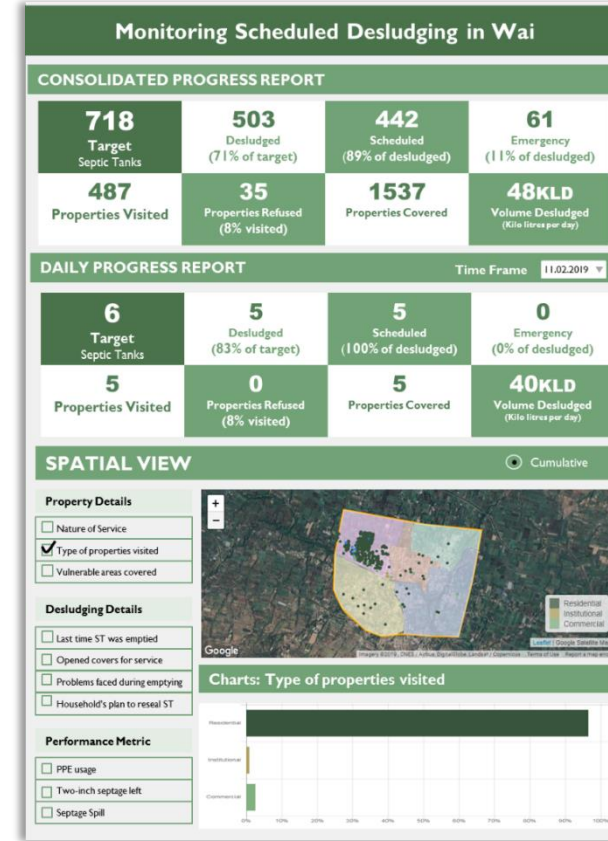 Monitoring Scheduled Desludging in Wai
CONSOLIDATED PROGRESS REPORT
718
Target
Septic Tanks
503
Desludged
(71% of target)
442
Scheduled
(89% of desludged)
61
Emergency
(11% of desludged)
487
Properties Visited
35
Properties Refused
(8% visited)
1537
Properties Covered
48KLD
Volume Desludged
(Kilo litres per day)
DAILY PROGRESS REPORT
Time Frame
11.02.2019
6
Target
Septic Tanks
5
Desludged
(83% of target)
5
Scheduled
(100% of desludged)
0
Emergency
(0% of desludged)
5
Properties Visited
0
Properties Refused
(8% visited)
5
Properties Covered
40KLD
Volume Desludged
(Kilo litres per day)
SPATIAL VIEW
Cumulative
Property Details
Nature of Service
Type of properties visited
Vulnerable areas covered
Desludging Details
Last time ST was emptied
Opened covers for service
Problems faced during emptying
Household's plan to reseal ST
Performance Metric
PPE usage
Two-inch septage left
Septage Spill
+
−
Residential
Institutional
Commercial
Google
Leaflet | Google Satellite
Charts: Type of properties visited
Residential
Institutional
Commercial
0% 10% 20% 30% 40% 50% 60% 70% 80% 90% 100%